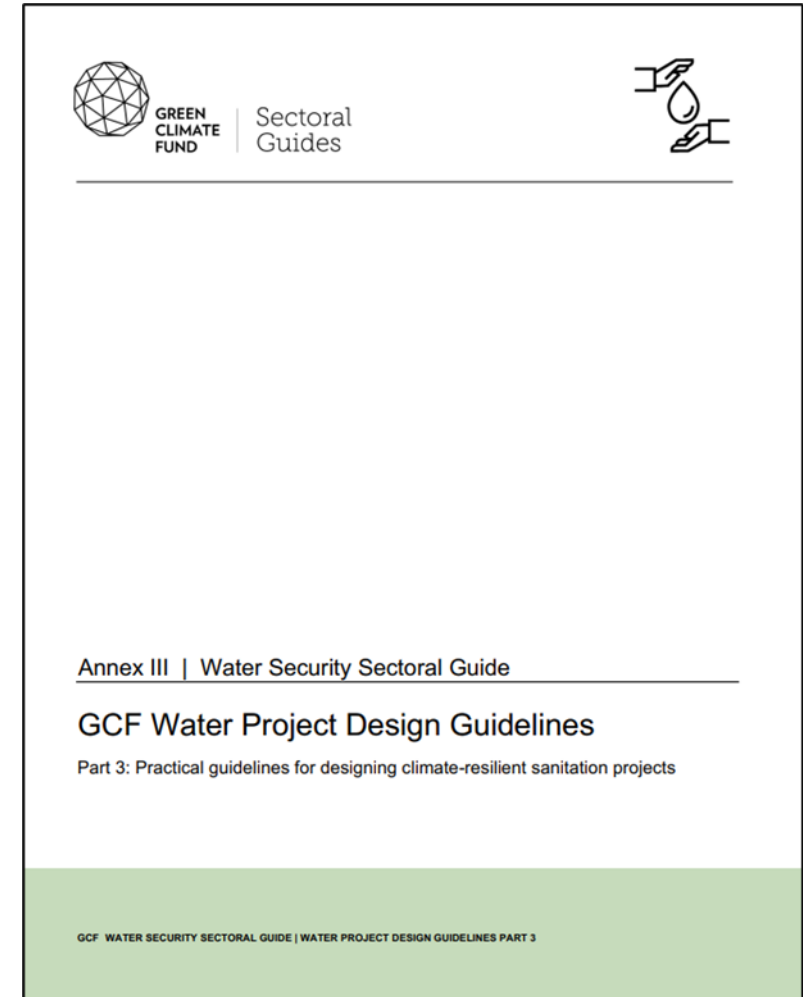 GREEN
CLIMATE
FUND
Sectoral
Guides
Annex III | Water Security Sectoral Guide
GCF Water Project Design Guidelines
Part 3: Practical guidelines for designing climate-resilient sanitation projects
GCF WATER SECURITY SECTORAL GUIDE | WATER PROJECT DESIGN GUIDELINES PART 3